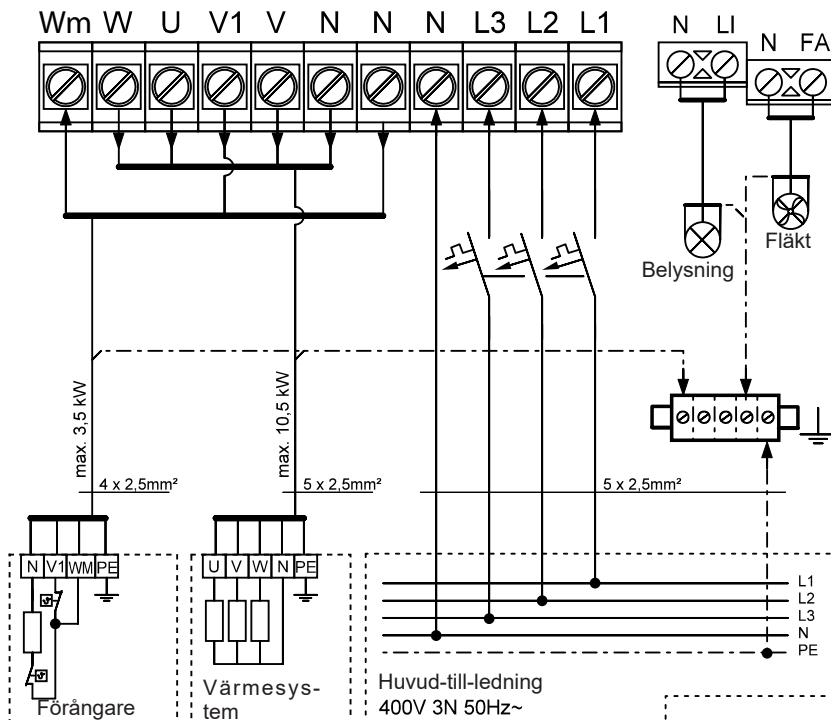 Wm W U V1 V N N N L3 L2 L1
N LI
N FA
Belysning
Fläkt
max. 3,5 kW
max. 10,5 kW
4 x 2,5mm²
5 x 2,5mm²
5 x 2,5mm²
N V1 WM PE
U V W N PE
L1
L2
L3
N
PE
Förångare
Värmesys-
tem
Huvud-till-ledning
400V 3N 50Hz~